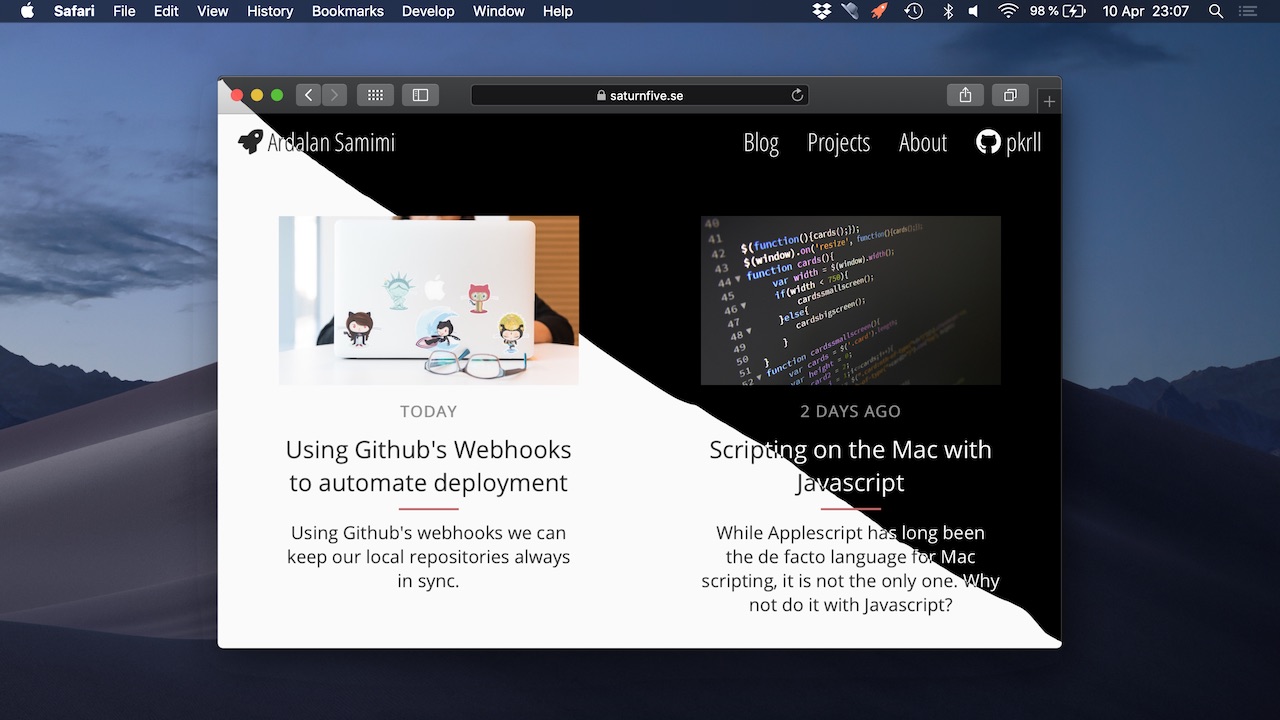 Safari File Edit View History Bookmarks Develop Window Help 98 % 10 Apr 23:07
saturnfive.se
Ardalan Samimi Blog Projects About pkrll
40
41 $(function(){cards();});
42 $(window).on('resize', function(){cards();});
43 function cards(){
44 var width = $(window).width();
45 if(width < 750){
46 cardssmallscreen();
47 }else{
48 cardsbigscreen();
49 }
50 }
51 function cardssmallscreen(){
52 var cards = $('.card').length;
var height = 0;
TODAY
Using Github's Webhooks
to automate deployment
Using Github's webhooks we can
keep our local repositories always
in sync.
2 DAYS AGO
Scripting on the Mac with
Javascript
While Applescript has long been
the de facto language for Mac
scripting, it is not the only one. Why
not do it with Javascript?